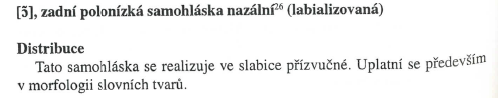 [ɔ̃], zadní polonízká samohláska nazální²⁶ (labializovaná)
Distribuce
Tato samohláska se realizuje ve slabice přízvučné. Uplatní se především
v morfologii slovních tvarů.